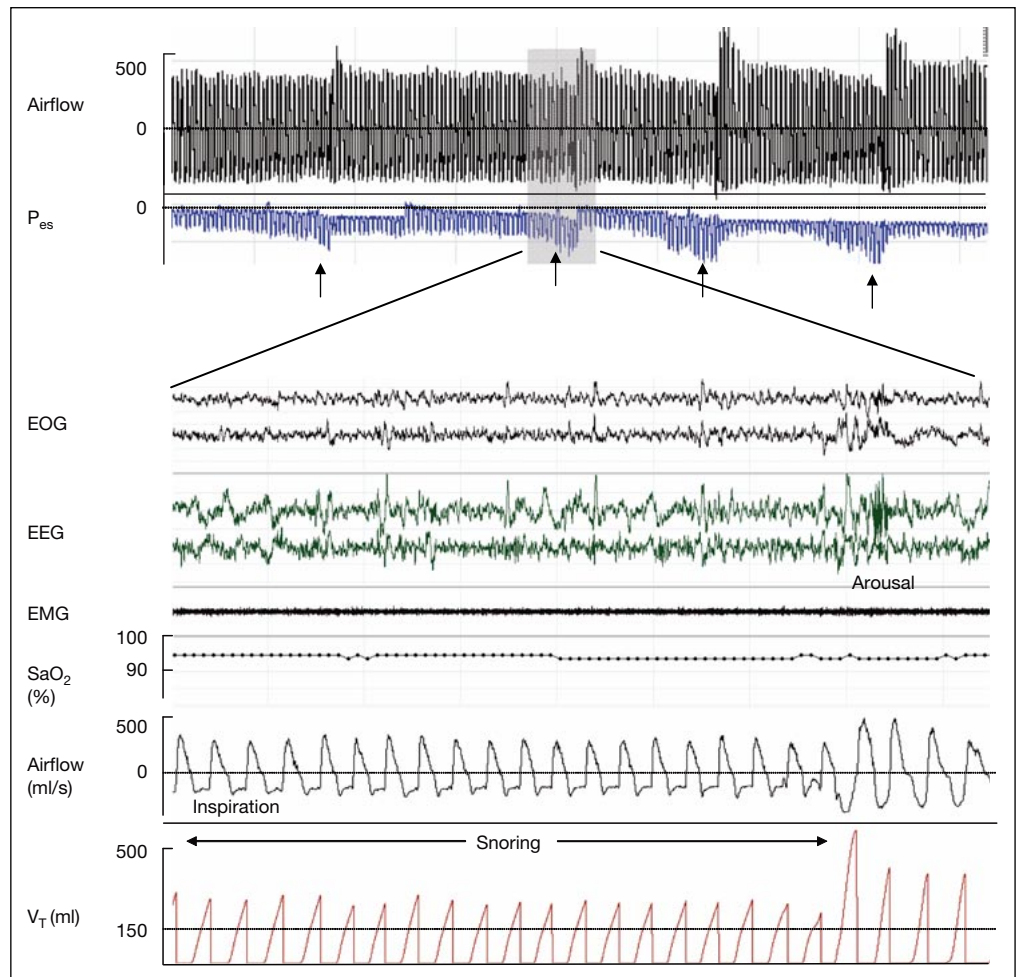 500
Airflow
0
0
Pes
EOG
EEG
Arousal
EMG
100
90
SaO2
(%)
500
Airflow
(ml/s)
0
Inspiration
Snoring
500
VT (ml)
150